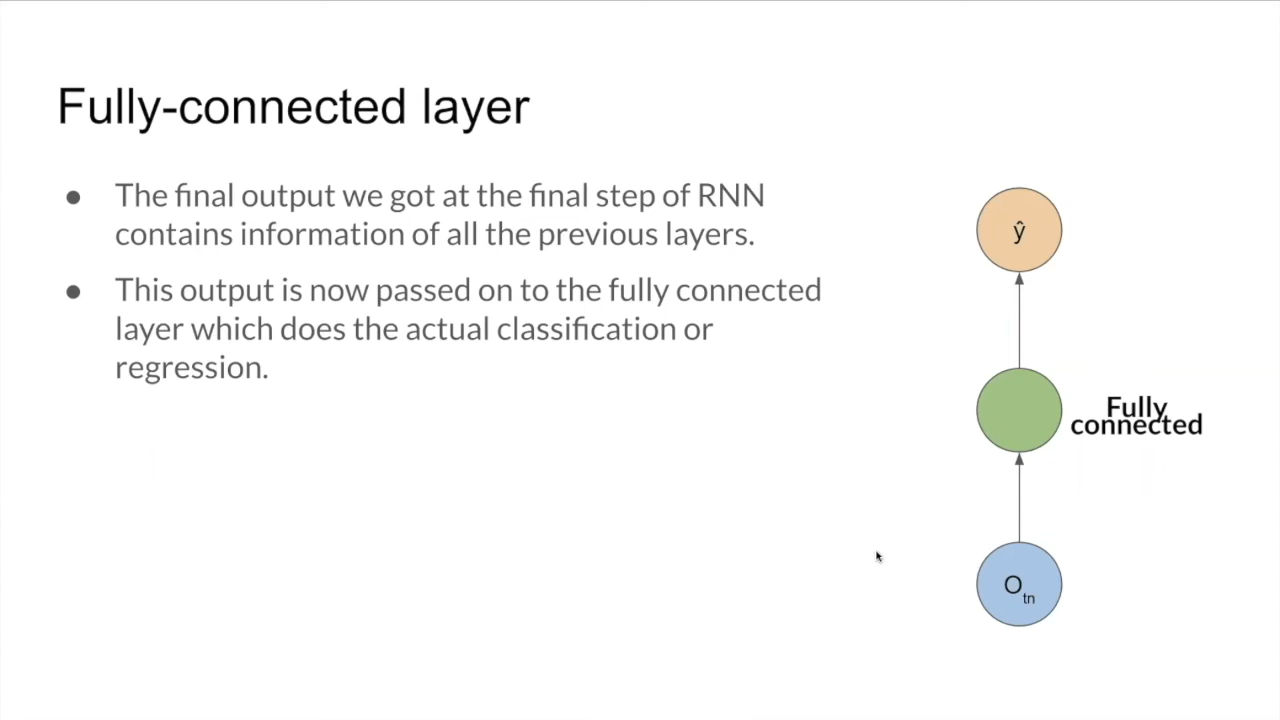 Fully-connected layer
● The final output we got at the final step of RNN
contains information of all the previous layers.
● This output is now passed on to the fully connected
layer which does the actual classification or
regression.
ŷ
Fully
connected
O tn